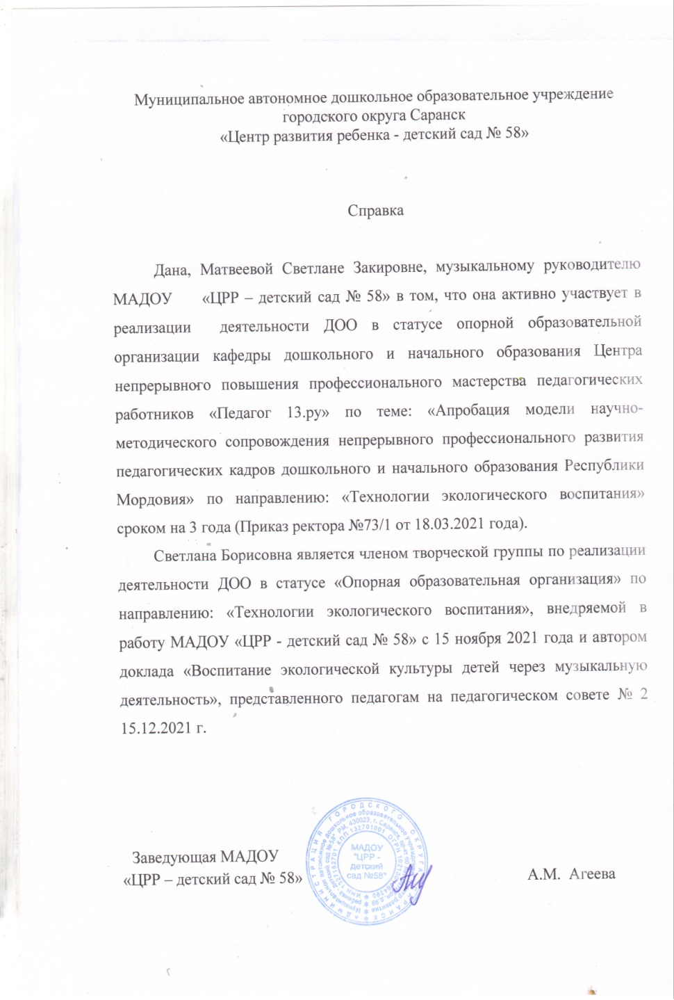 Муниципальное автономное дошкольное образовательное учреждение
городского округа Саранск
«Центр развития ребенка - детский сад № 58»
Справка
Дана, Матвеевой Светлане Закировне, музыкальному руководителю
МАДОУ «ЦРР – детский сад № 58» в том, что она активно участвует в
реализации деятельности ДОО в статусе опорной образовательной
организации кафедры дошкольного и начального образования Центра
непрерывного повышения профессионального мастерства педагогических
работников «Педагог 13.ру» по теме: «Апробация модели научно-
методического сопровождения непрерывного профессионального развития
педагогических кадров дошкольного и начального образования Республики
Мордовия» по направлению: «Технологии экологического воспитания»
сроком на 3 года (Приказ ректора №73/1 от 18.03.2021 года).
Светлана Борисовна является членом творческой группы по реализации
деятельности ДОО в статусе «Опорная образовательная организация» по
направлению: «Технологии экологического воспитания», внедряемой в
работу МАДОУ «ЦРР - детский сад № 58» с 15 ноября 2021 года и автором
доклада «Воспитание экологической культуры детей через музыкальную
деятельность», представленного педагогам на педагогическом совете № 2
15.12.2021 г.
Заведующая МАДОУ
«ЦРР – детский сад № 58»
А.М. Агеева
АДМИНИСТРАЦИЯ ГОРОДСКОГО ОКРУГА САРАНСК
МАДОУ
"ЦРР -
детский
сад №58"